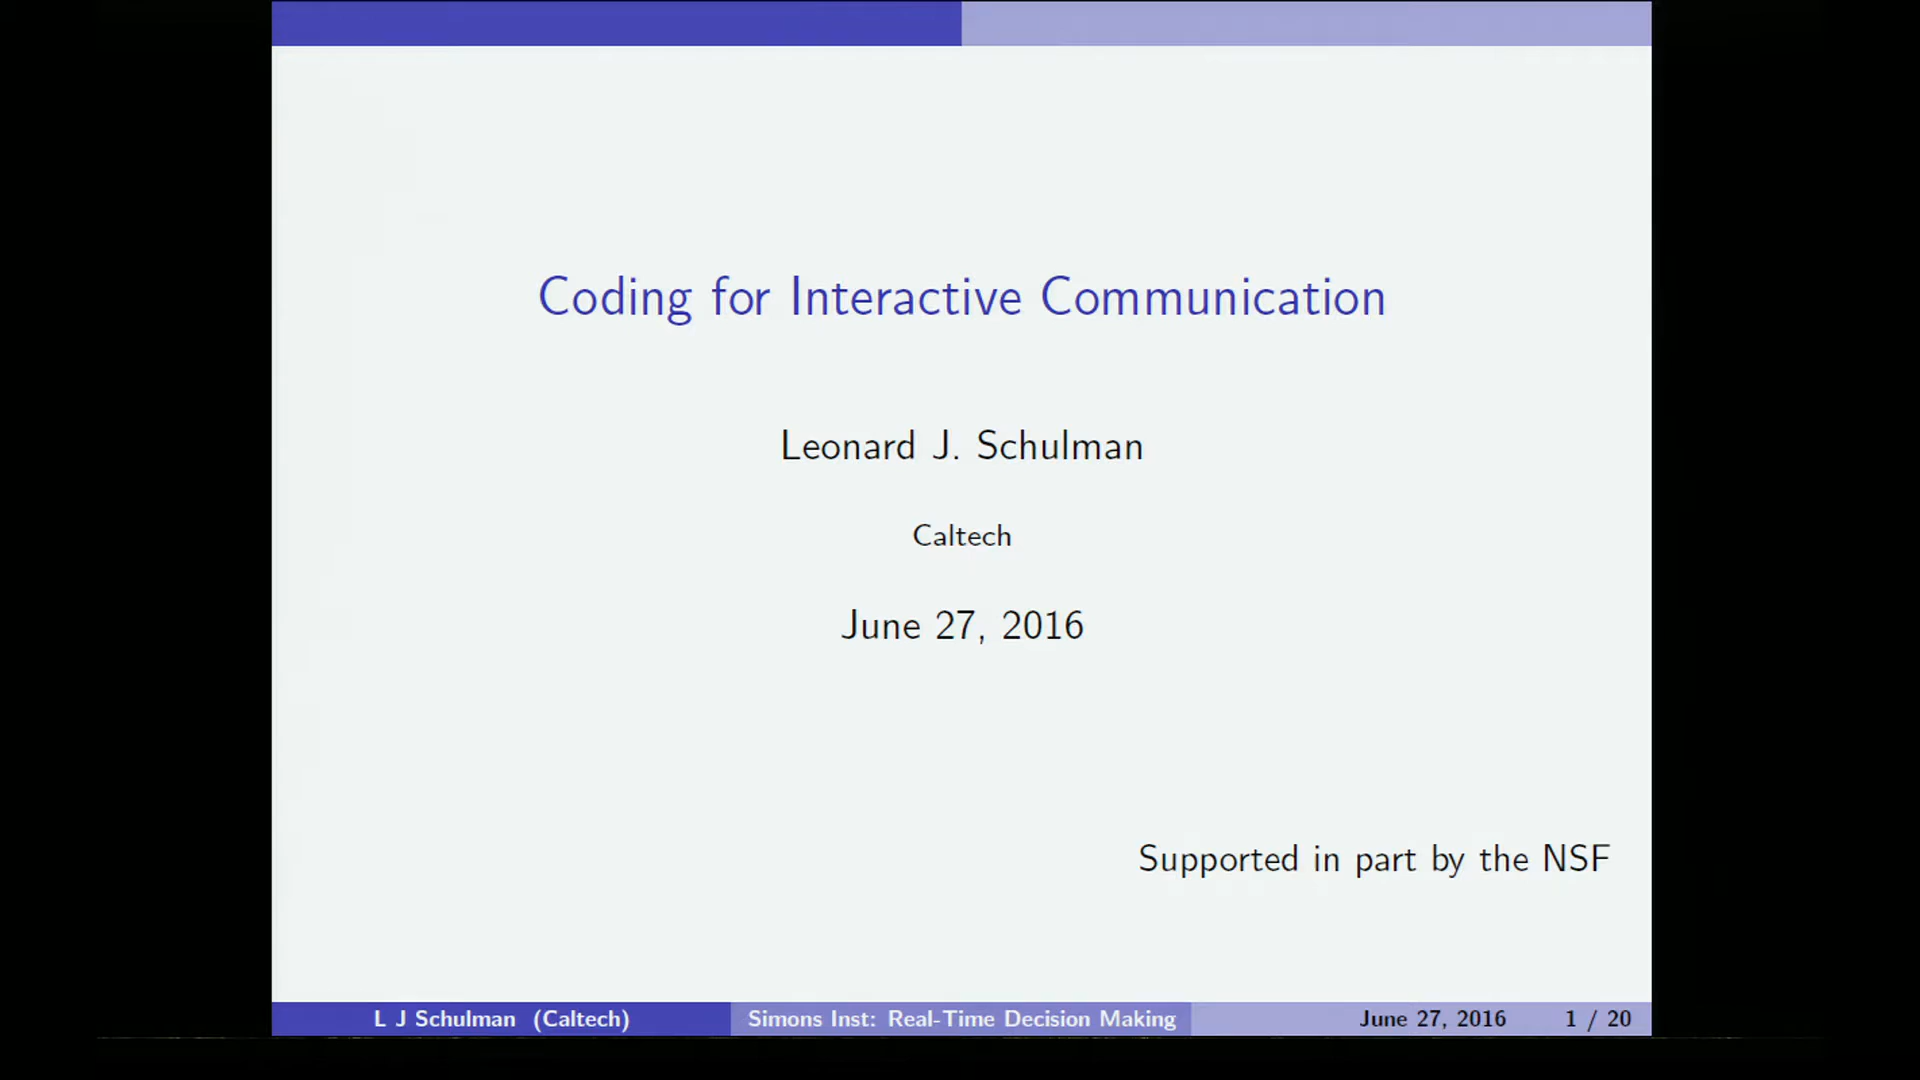 Coding for Interactive Communication
Leonard J. Schulman
Caltech
June 27, 2016
Supported in part by the NSF
L J Schulman (Caltech) Simons Inst: Real-Time Decision Making June 27, 2016 1 / 20